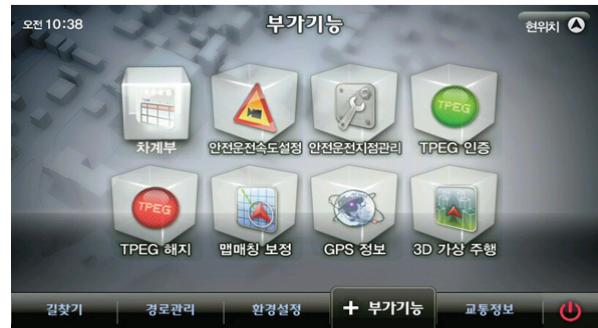 오전 10:38 부가기능 현위치
차계부 안전운전속도설정 안전운전지점관리 TPEG 인증
TPEG
TPEG
TPEG 해지 맵매칭 보정 GPS 정보 3D 가상 주행
길찾기 경로관리 환경설정 + 부가기능 교통정보